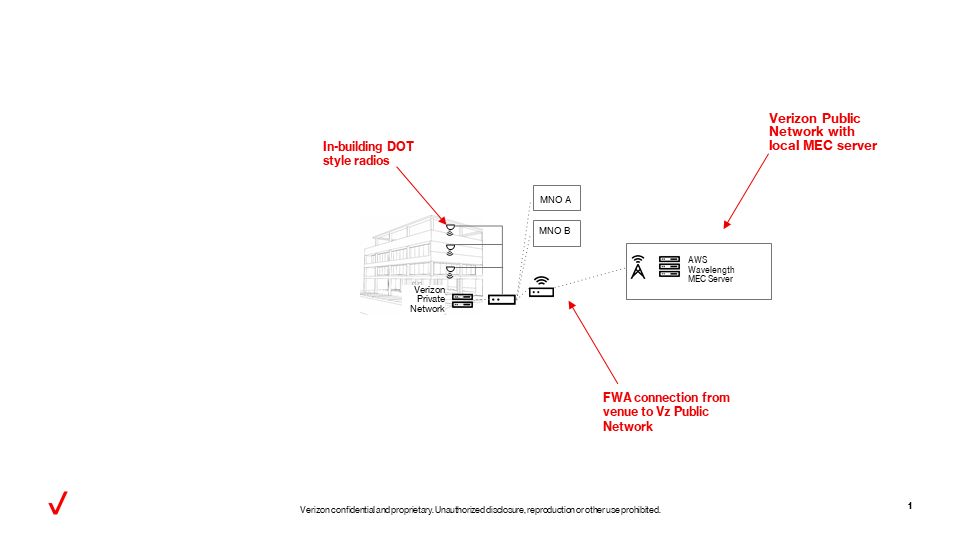 Verizon Public
Network with
local MEC server
In-building DOT
style radios
MNO A
MNO B
AWS
Wavelength
MEC Server
Verizon
Private
Network
FWA connection from
venue to Vz Public
Network
Verizon confidential and proprietary. Unauthorized disclosure, reproduction or other use prohibited.
1